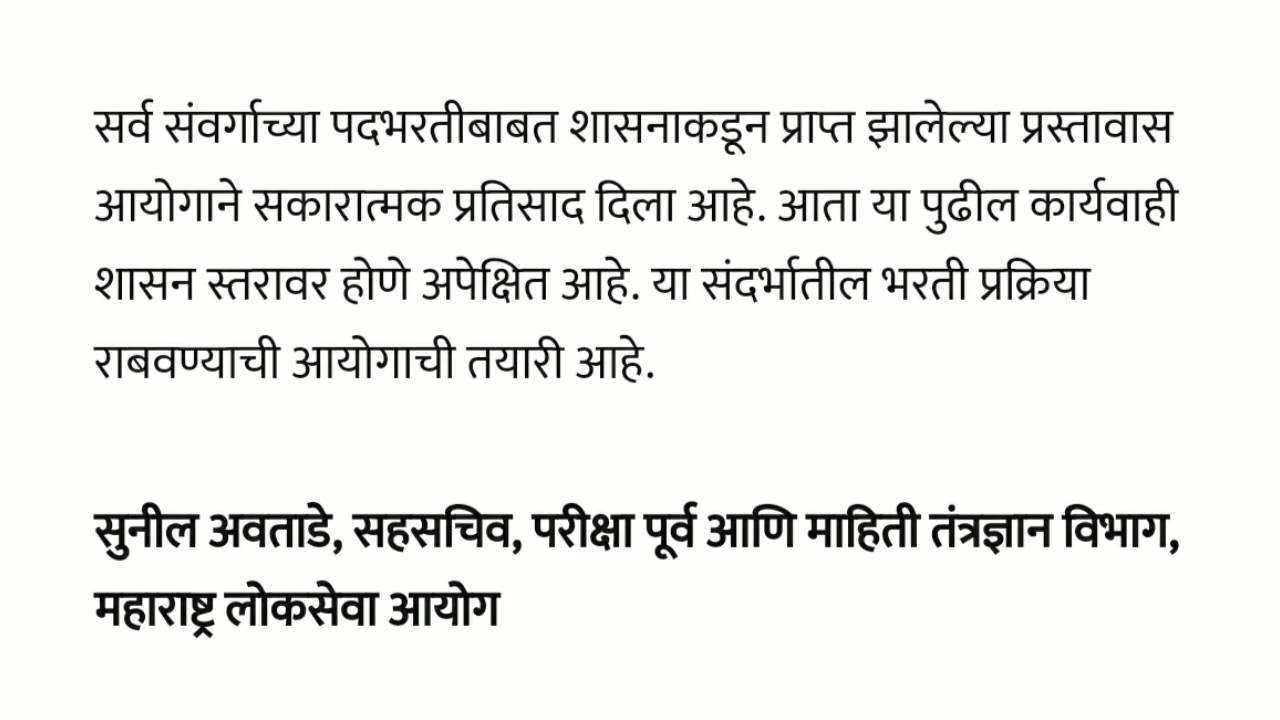 सर्व संवर्गाच्या पदभरतीबाबत शासनाकडून प्राप्त झालेल्या प्रस्तावास
आयोगाने सकारात्मक प्रतिसाद दिला आहे. आता या पुढील कार्यवाही
शासन स्तरावर होणे अपेक्षित आहे. या संदर्भातील भरती प्रक्रिया
राबवण्याची आयोगाची तयारी आहे.
सुनील अवताडे, सहसचिव, परीक्षा पूर्व आणि माहिती तंत्रज्ञान विभाग,
महाराष्ट्र लोकसेवा आयोग